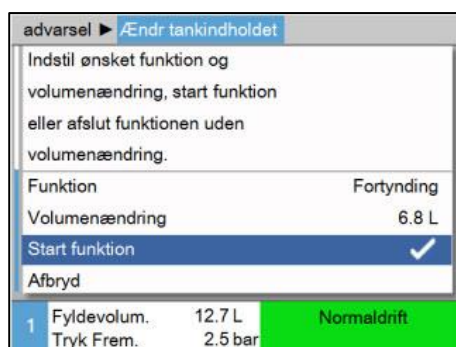 advarsel ► Ændr tankindholdet
Indstil ønsket funktion og
volumenændring, start funktion
eller afslut funktionen uden
volumenændring.
Funktion Fortynding
Volumenændring 6.8 L
Start funktion ✓
Afbryd
1 Fyldevolum. 12.7 L Normaldrift
Tryk Frem. 2.5 bar